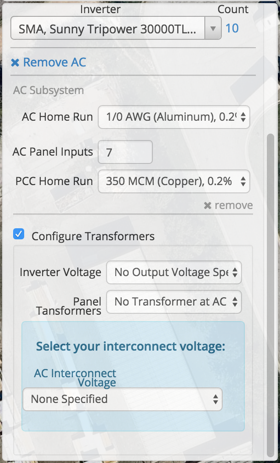 Inverter Count
SMA, Sunny Tripower 30000TL... 10
✖ Remove AC
AC Subsystem
AC Home Run 1/0 AWG (Aluminum), 0.2
AC Panel Inputs 7
PCC Home Run 350 MCM (Copper), 0.2%
✖ remove
Configure Transformers
Inverter Voltage No Output Voltage Spe
Panel Tansformers No Transformer at AC
Select your interconnect voltage:
AC Interconnect
Voltage
None Specified